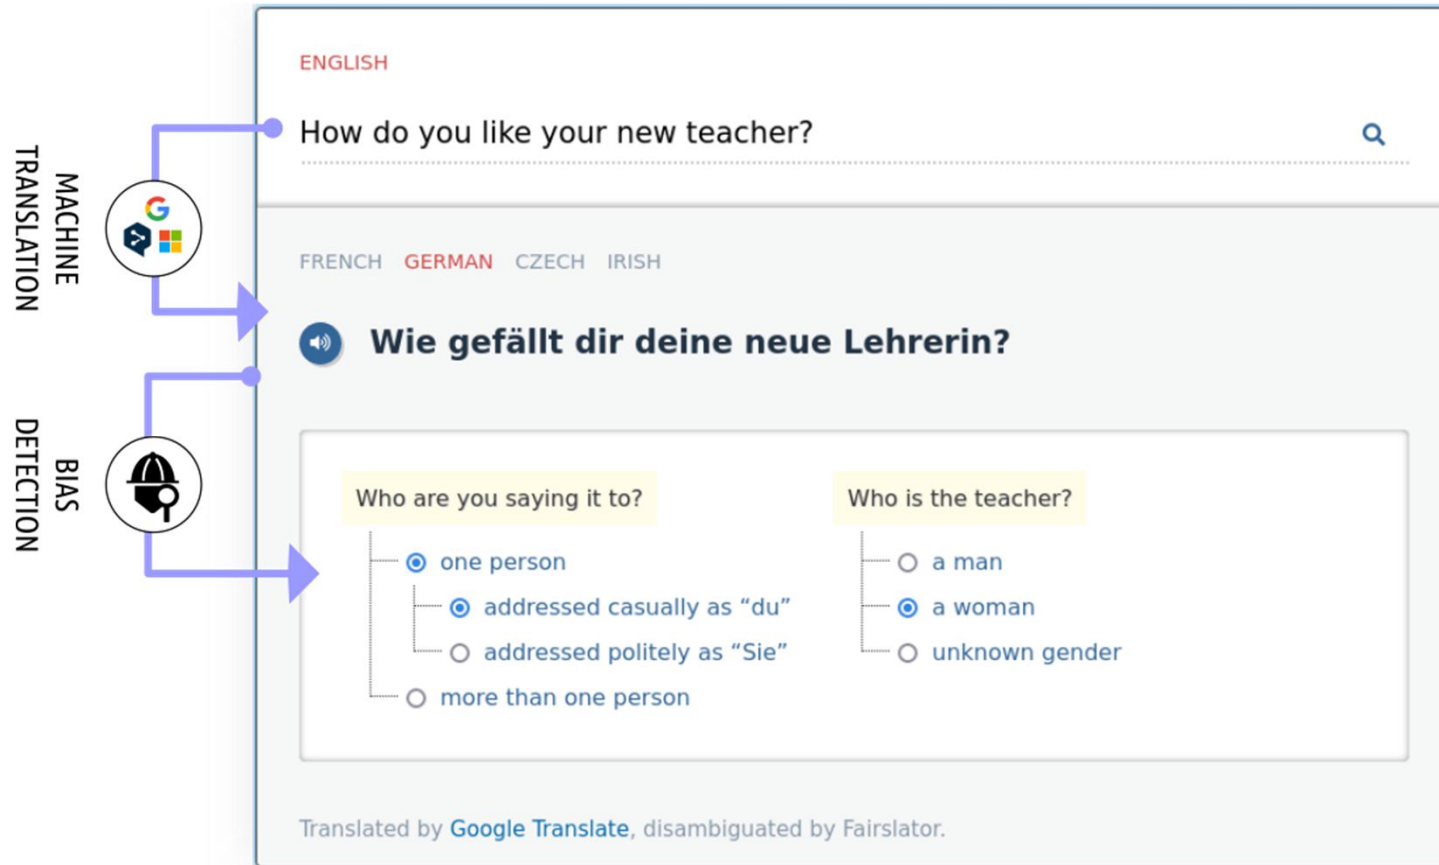 ENGLISH
How do you like your new teacher?
MACHINE
TRANSLATION
FRENCH GERMAN CZECH IRISH
Wie gefällt dir deine neue Lehrerin?
BIAS
DETECTION
Who are you saying it to?
one person
addressed casually as “du”
addressed politely as “Sie”
more than one person
Who is the teacher?
a man
a woman
unknown gender
Translated by Google Translate, disambiguated by Fairslator.